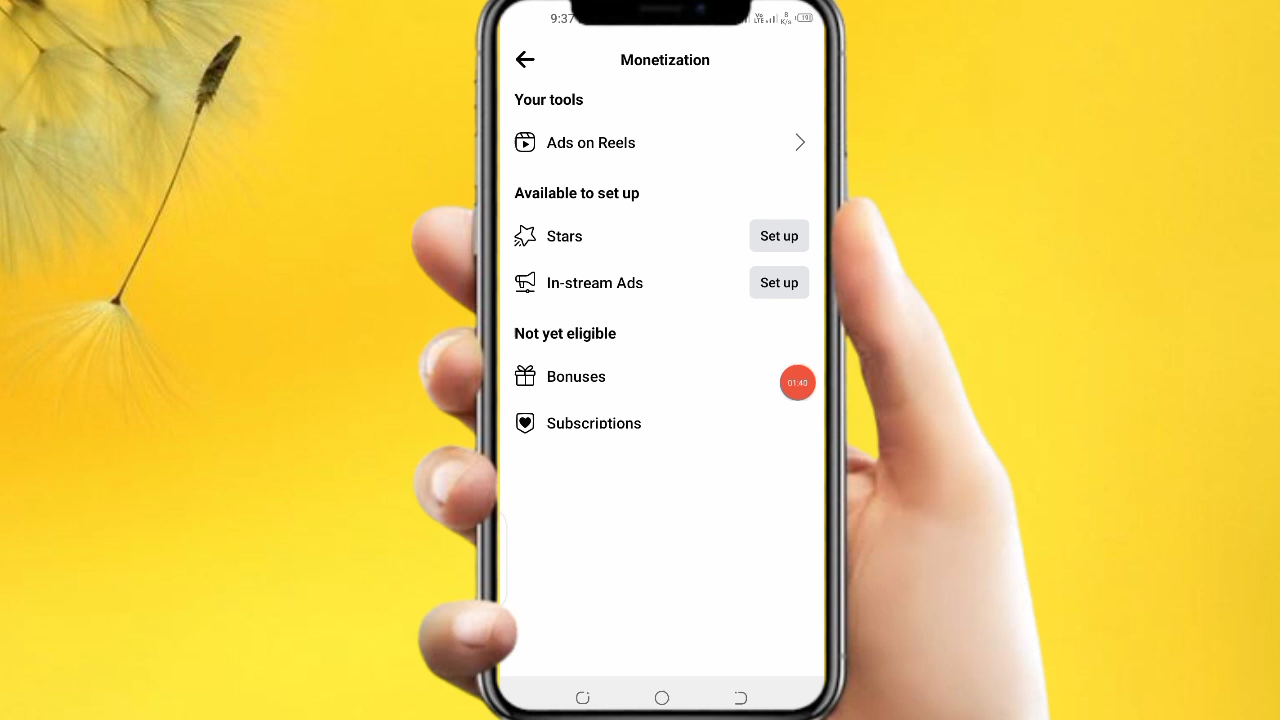 9:37
Monetization
Your tools
Ads on Reels
Available to set up
Stars
Set up
In-stream Ads
Set up
Not yet eligible
Bonuses
01:40
Subscriptions